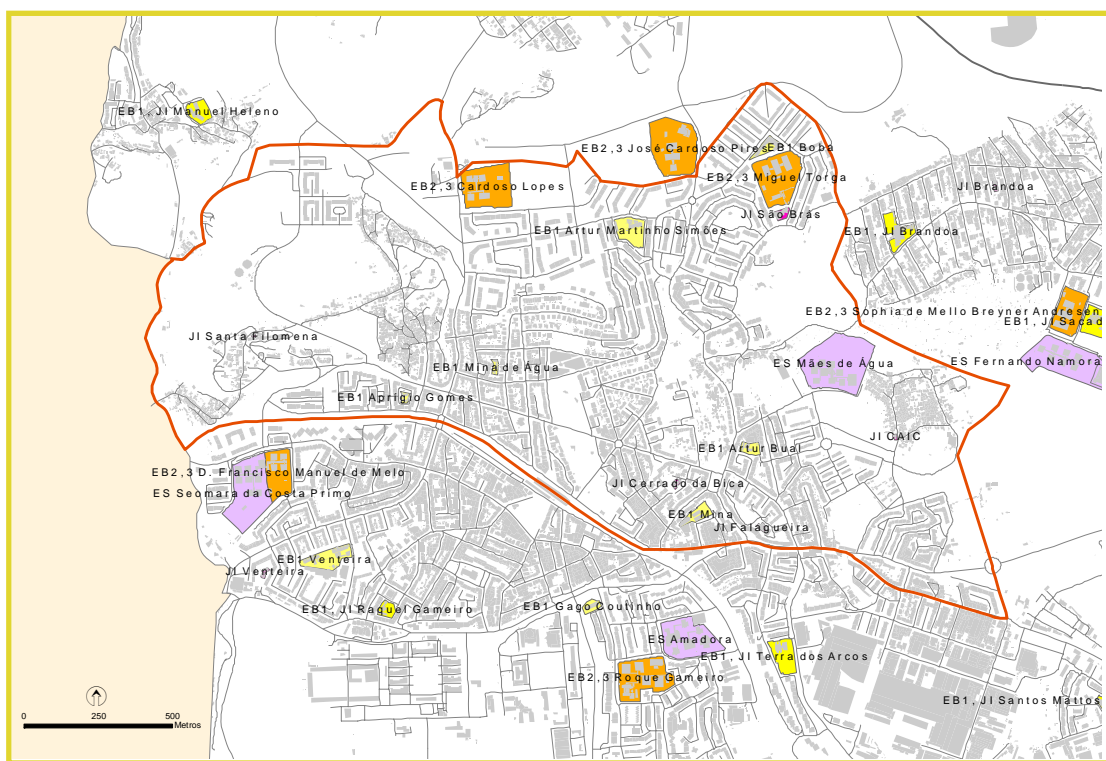 EB1, JI Manuel Heleno
EB2,3 José Cardoso Pires
EB1 Boba
EB2,3 Miguel Torga
EB2,3 Cardoso Lopes
JI Brandoa
JI São Brás
EB1 Artur Martinho Simões
EB1, JI Brandoa
EB2,3 Sophia de Mello Breyner Andresen
EB1, JI Sacad
JI Santa Filomena
ES Mães de Água
ES Fernando Namora
EB1 Mina de Água
EB1 Aprígio Gomes
JI CAIC
EB1 Artur Bual
EB2,3 D. Francisco Manuel de Melo
JI Cerrado da Bica
ES Seomara da Costa Primo
EB1 Mina
JI Falagueira
EB1 Venteira
JI Venteira
EB1, JI Raquel Gameiro
EB1 Gago Coutinho
ES Amadora
EB1, JI Terra dos Arcos
EB2,3 Roque Gameiro
EB1, JI Santos Mattos
0 250 500
Metros